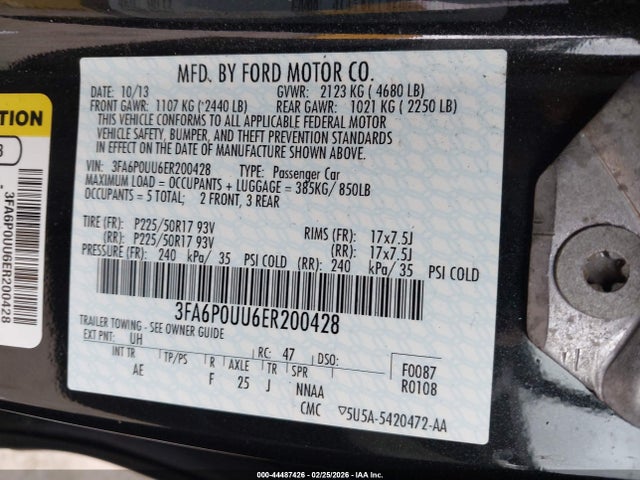 MFD. BY FORD MOTOR CO.
DATE: 10/13 GVWR: 2123 KG ( 4680 LB)
FRONT GAWR: 1107 KG (2440 LB) REAR GAWR: 1021 KG ( 2250 LB)
THIS VEHICLE CONFORMS TO ALL APPLICABLE FEDERAL MOTOR
VEHICLE SAFETY, BUMPER, AND THEFT PREVENTION STANDARDS
IN EFFECT ON THE DATE OF MANUFACTURE SHOWN ABOVE.
VIN: 3FA6P0UU6ER200428 TYPE: Passenger Car
MAXIMUM LOAD = OCCUPANTS + LUGGAGE = 385KG/ 850LB
OCCUPANTS = 5 TOTAL; 2 FRONT, 3 REAR
TIRE (FR): P225/50R17 93V RIMS (FR): 17x7.5J
(RR): P225/50R17 93V (RR): 17x7.5J
PRESSURE (FR): 240 kPa/ 35 PSI COLD (RR): 240 kPa/ 35 PSI COLD
3FA6P0UU6ER200428
TRAILER TOWING - SEE OWNER GUIDE
EXT PNT: UH RC: 47 DSO:
INT TR TP/PS R AXLE TR SPR
AE F 25 J NNAA
CMC
F0087
R0108
5U5A-5420472-AA
3FA6P0UU6ER200428
000-44487426 - 02/25/2026 - IAAI.com